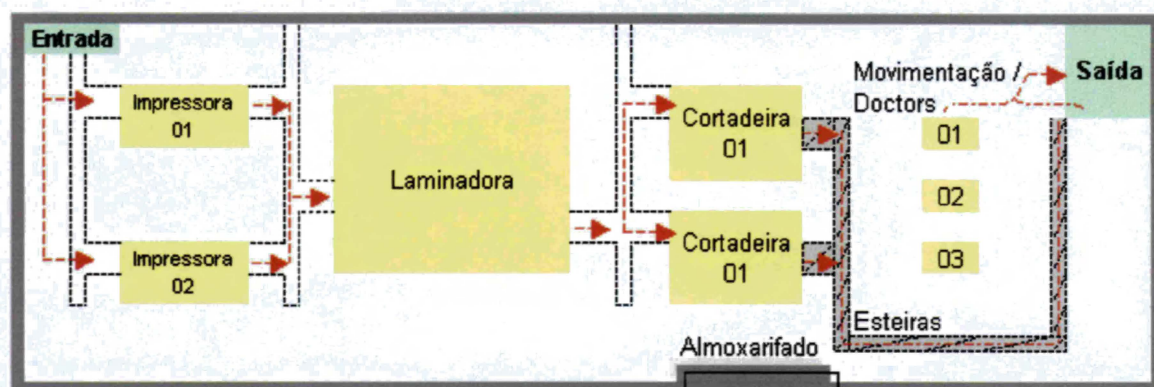 Entrada
Impressora
01
Impressora
02
Laminadora
Cortadeira
01
Cortadeira
01
Movimentação /
Doctors
01
02
03
Saída
Esteiras
Almoxarifado